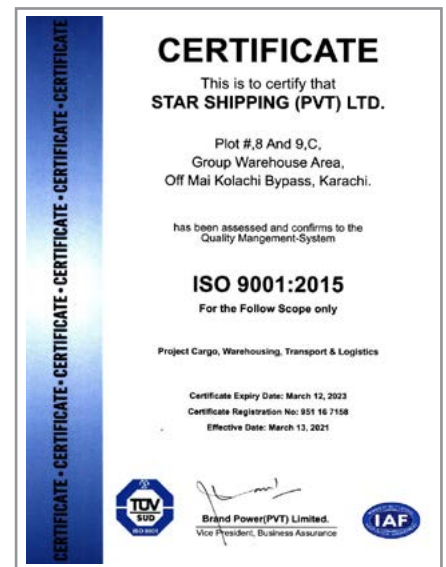 CERTIFICATE
This is to certify that
STAR SHIPPING (PVT) LTD.
Plot #,8 And 9,C,
Group Warehouse Area,
Off Mai Kolachi Bypass, Karachi.
has been assessed and confirms to the
Quality Mangement-System
ISO 9001:2015
For the Follow Scope only
Project Cargo, Warehousing, Transport & Logistics
Certificate Expiry Date: March 12, 2023
Certificate Registration No: 951 16 7158
Effective Date: March 13, 2021
TÜV
SUD
ISO 9001
Brand Power(PVT) Limited.
Vice President, Business Assurance
IAF
CERTIFICATE • CERTIFICATE • CERTIFICATE • CERTIFICATE • CERTIFICATE